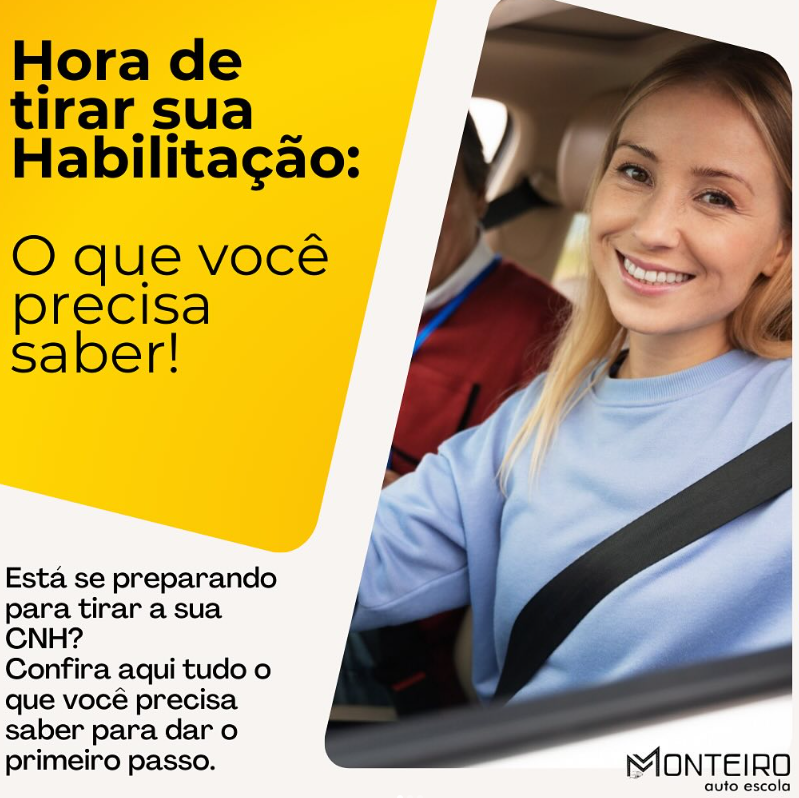 Hora de
tirar sua
Habilitação:
O que você
precisa
saber!
Está se preparando
para tirar a sua
CNH?
Confira aqui tudo o
que você precisa
saber para dar o
primeiro passo.
MONTEIRO
auto escola